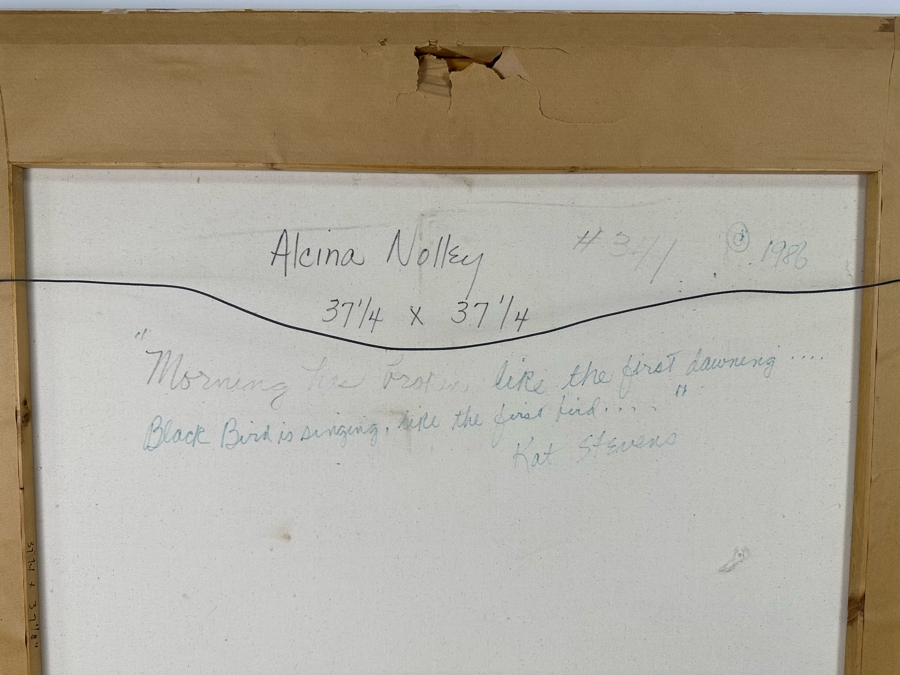 Alcina Nolley
#371
© 1986
37 1/4 x 37 1/4
"Morning has broken like the first dawning ....
Black Bird is singing, like the first bird .... "
Kat Stevens